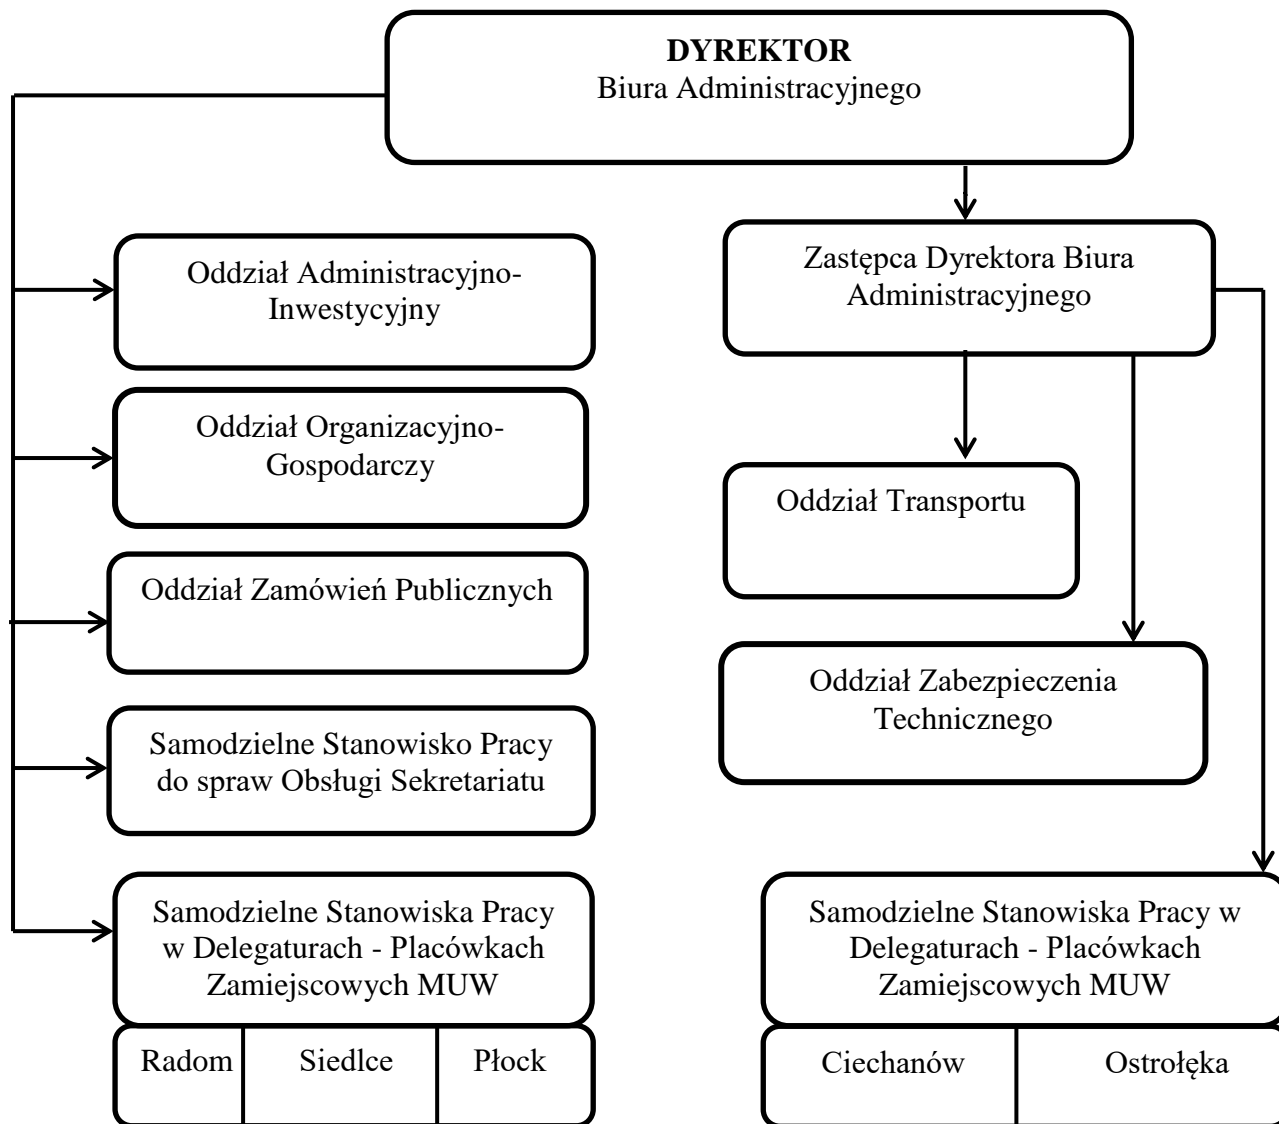 DYREKTOR
Biura Administracyjnego
Oddział Administracyjno-
Inwestycyjny
Oddział Organizacyjno-
Gospodarczy
Oddział Zamówień Publicznych
Samodzielne Stanowisko Pracy
do spraw Obsługi Sekretariatu
Samodzielne Stanowiska Pracy
w Delegaturach - Placówkach
Zamiejscowych MUW
Radom
Siedlce
Płock
Zastępca Dyrektora Biura
Administracyjnego
Oddział Transportu
Oddział Zabezpieczenia
Technicznego
Samodzielne Stanowiska Pracy w
Delegaturach - Placówkach
Zamiejscowych MUW
Ciechanów
Ostrołęka